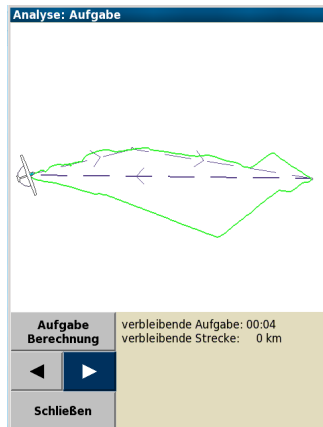 Analyse: Aufgabe
Aufgabe
Berechnung
verbleibende Aufgabe: 00:04
verbleibende Strecke: 0 km
Schließen